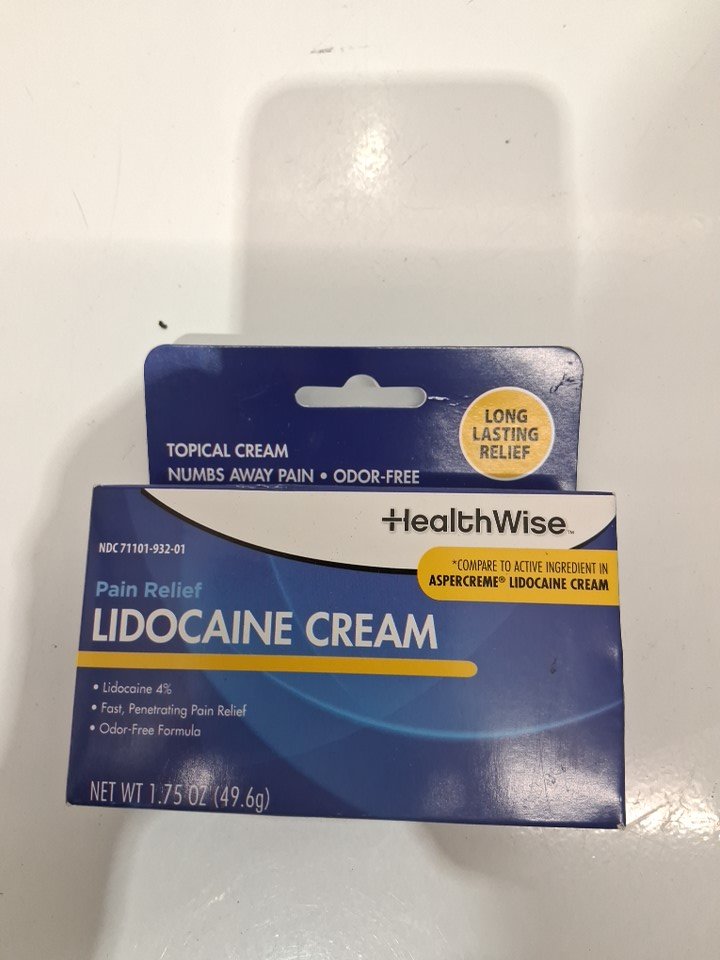 LONG
LASTING
RELIEF
TOPICAL CREAM
NUMBS AWAY PAIN • ODOR-FREE
HealthWise™
NDC 71101-932-01
*COMPARE TO ACTIVE INGREDIENT IN
ASPERCREME® LIDOCAINE CREAM
Pain Relief
LIDOCAINE CREAM
• Lidocaine 4%
• Fast, Penetrating Pain Relief
• Odor-Free Formula
NET WT 1.75 OZ (49.6g)